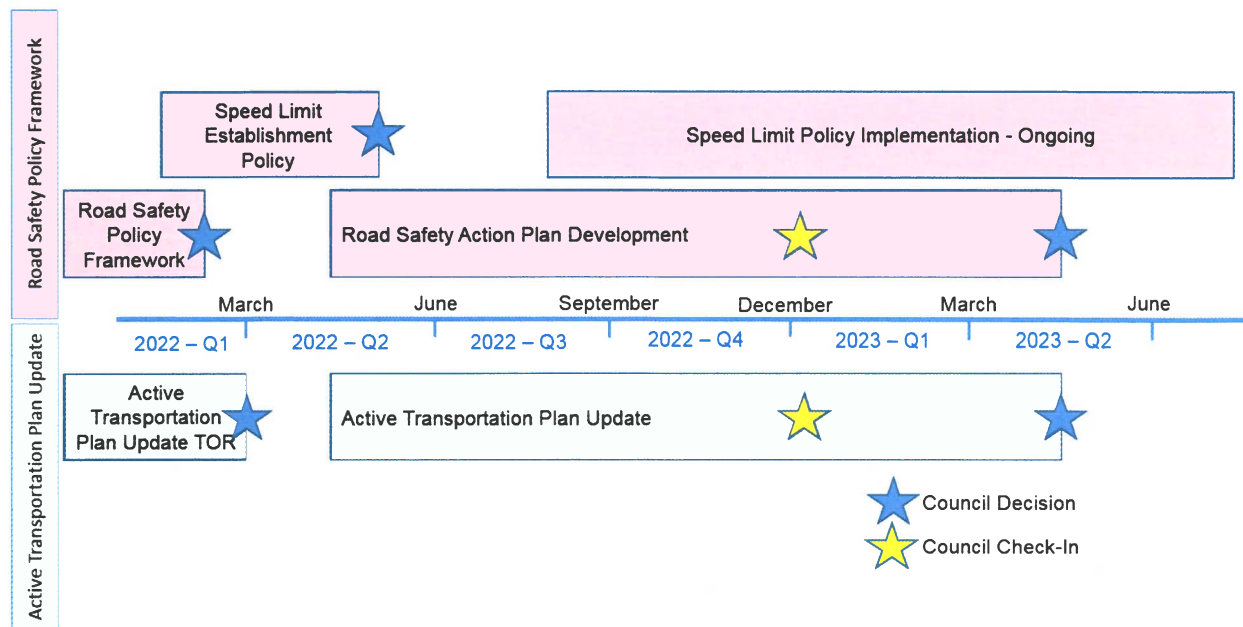 Road Safety Policy Framework
Speed Limit
Establishment
Policy
Speed Limit Policy Implementation - Ongoing
Road Safety
Policy
Framework
Road Safety Action Plan Development
March
June
September
December
March
June
2022 – Q1
2022 – Q2
2022 – Q3
2022 – Q4
2023 – Q1
2023 – Q2
Active Transportation Plan Update
Active
Transportation
Plan Update TOR
Active Transportation Plan Update
Council Decision
Council Check-In